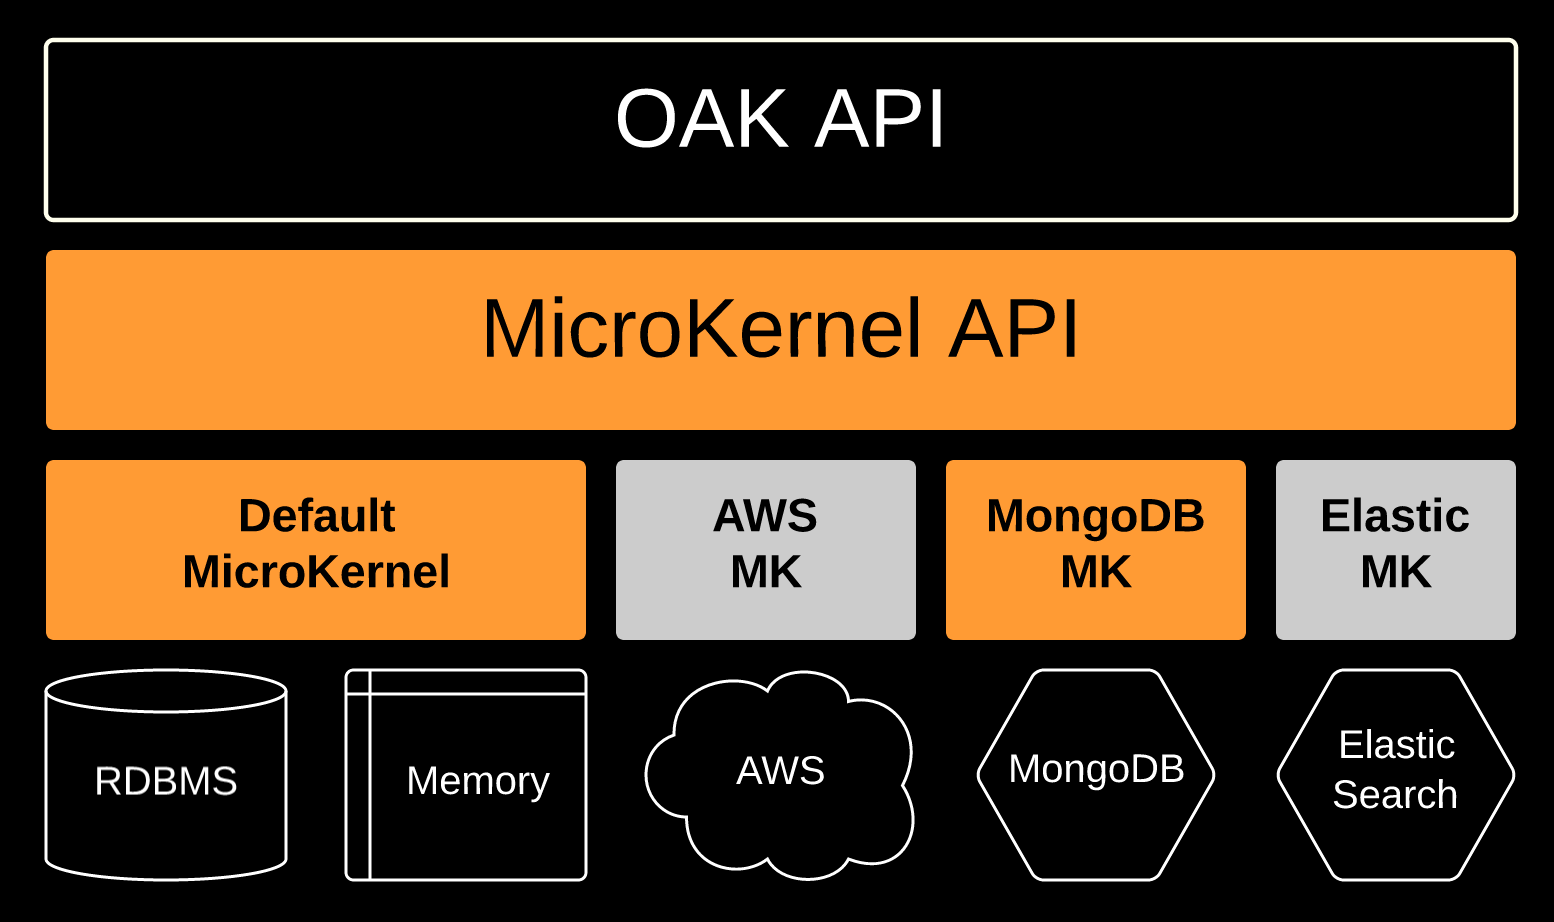 OAK API
MicroKernel API
Default
MicroKernel
AWS
MK
MongoDB
MK
Elastic
MK
RDBMS
Memory
AWS
MongoDB
Elastic
Search